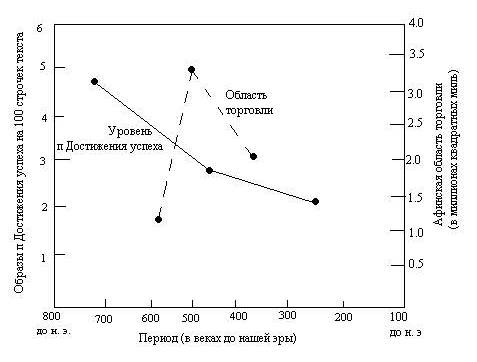 Образы п Достижения успеха на 100 строчек текста
6
5
4
3
2
1
Уровень
п Достижения успеха
Область
торговли
4.0
3.5
3.0
2.5
2.0
1.5
1.0
0.5
Афинская область торговли
(в миллионах квадратных миль)
800
до н. э.
700
600
500
400
300
200
100
до н. э
Период (в веках до нашей эры)